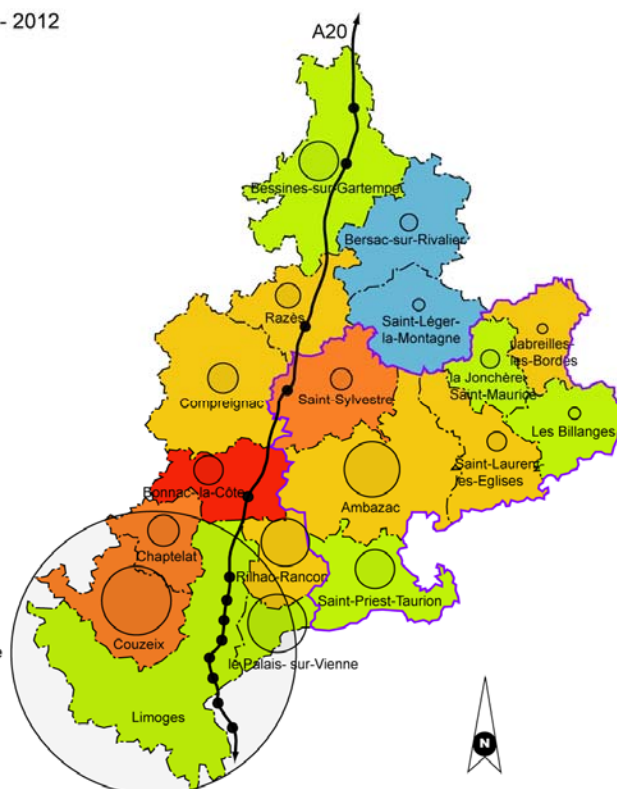 - 2012
A20
Bessines-sur-Gartempe
Bersac-sur-Rivalier
Razès
Saint-Léger-
la-Montagne
Jabreilles-
les-Bordes
la Jonchère
Saint-Maurice
Compreignac
Saint-Sylvestre
Les Billanges
Saint-Laurent-
les-Eglises
Bonnac-la-Côte
Ambazac
Chaptelat
Rilhac-Rancon
Saint-Priest-Taurion
Couzeix
le Palais- sur-Vienne
e
Limoges
N